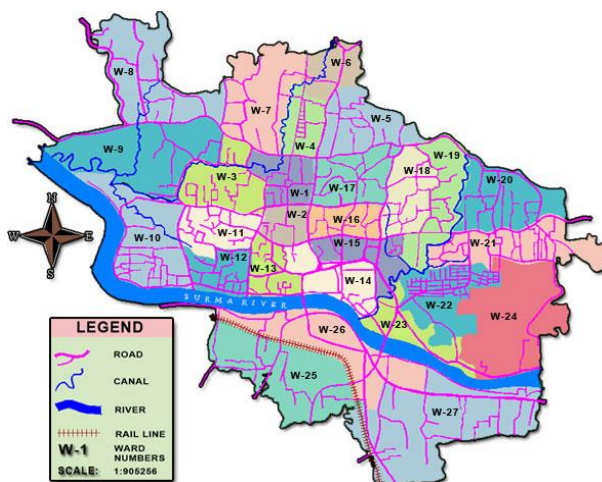 W-6
W-8
W-7
W-5
W-4
W-9
W-19
W-18
W-3
W-20
W-1
W-17
W-2
W-16
N
W
E
S
W-11
W-10
W-15
W-21
W-12
W-13
W-14
W-22
W-24
SURMA RIVER
W-23
W-26
LEGEND
ROAD
CANAL
RIVER
RAIL LINE
W-1 WARD
NUMBERS
SCALE: 1:905256
W-25
W-27